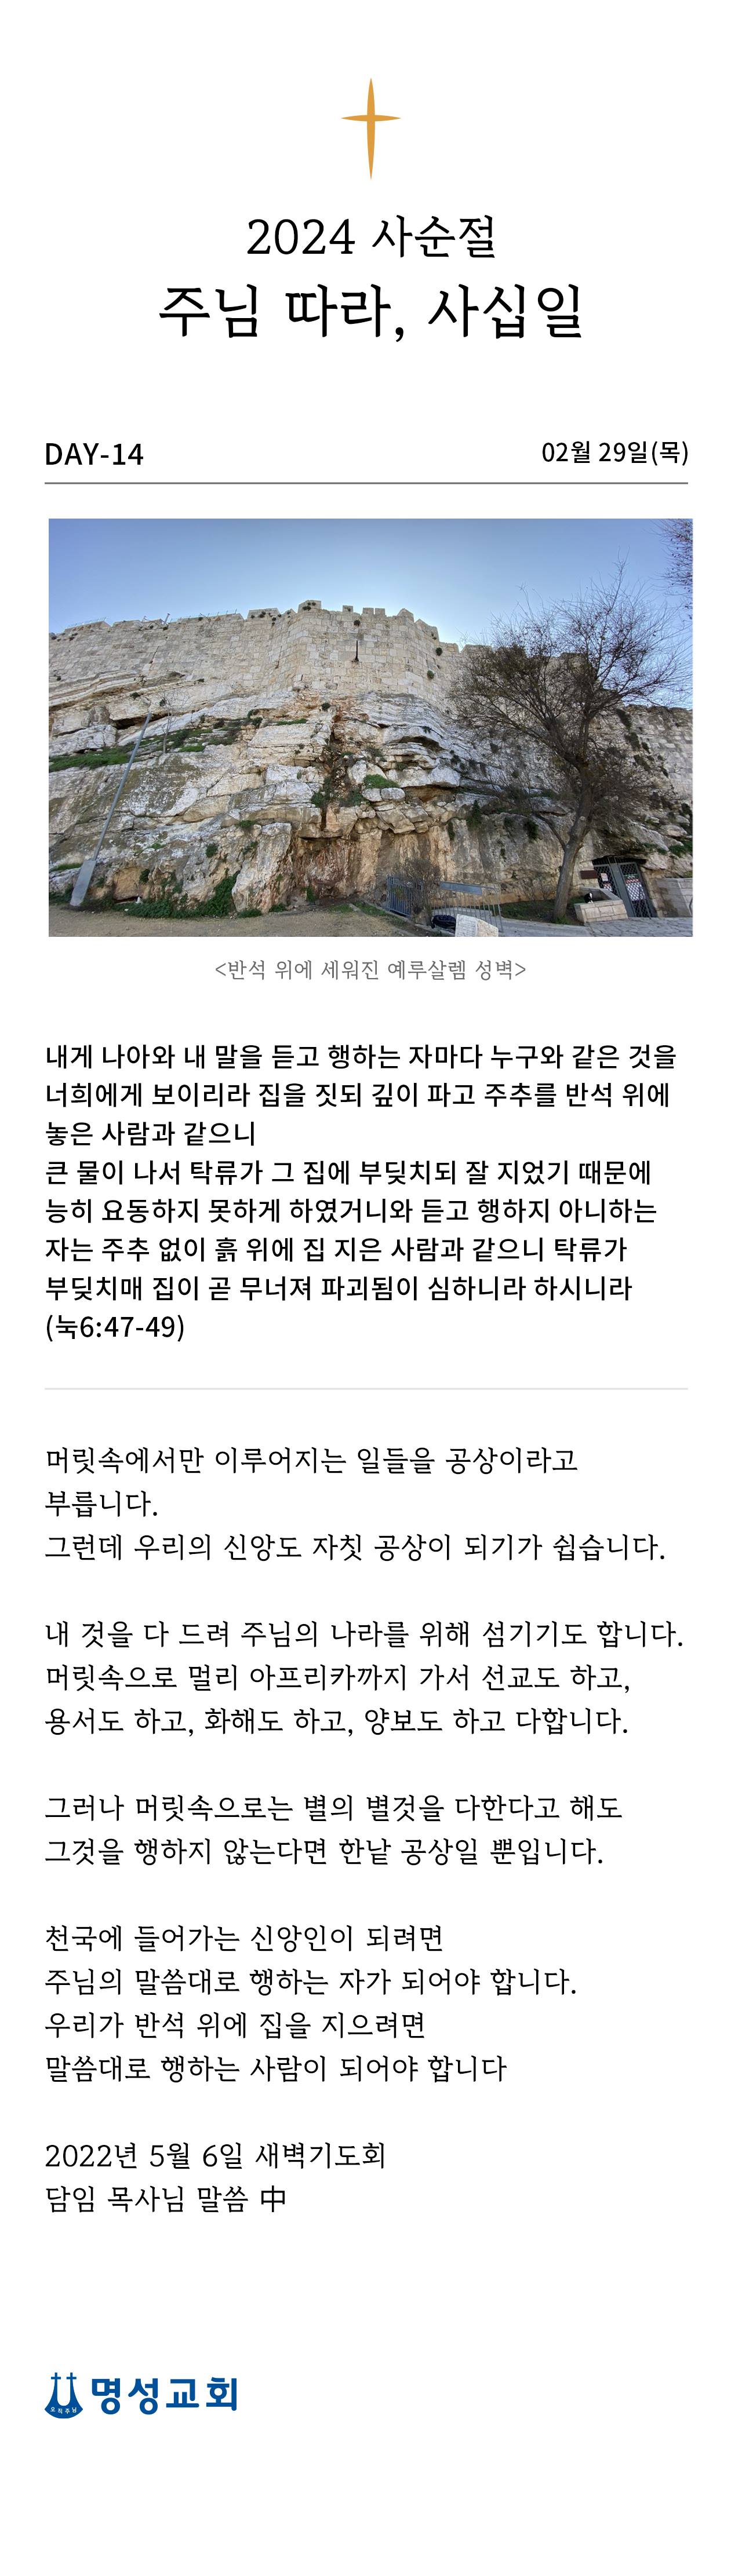 2024 사순절
주님 따라, 사십일
DAY-14
02월 29일(목)
<반석 위에 세워진 예루살렘 성벽>
내게 나아와 내 말을 듣고 행하는 자마다 누구와 같은 것을
너희에게 보이리라 집을 짓되 깊이 파고 주추를 반석 위에
놓은 사람과 같으니
큰 물이 나서 탁류가 그 집에 부딪치되 잘 지었기 때문에
능히 요동하지 못하게 하였거니와 듣고 행하지 아니하는
자는 주추 없이 흙 위에 집 지은 사람과 같으니 탁류가
부딪치매 집이 곧 무너져 파괴됨이 심하니라 하시니라
(눅6:47-49)
머릿속에서만 이루어지는 일들을 공상이라고
부릅니다.
그런데 우리의 신앙도 자칫 공상이 되기가 쉽습니다.
내 것을 다 드려 주님의 나라를 위해 섬기기도 합니다.
머릿속으로 멀리 아프리카까지 가서 선교도 하고,
용서도 하고, 화해도 하고, 양보도 하고 다합니다.
그러나 머릿속으로는 별의 별것을 다한다고 해도
그것을 행하지 않는다면 한낱 공상일 뿐입니다.
천국에 들어가는 신앙인이 되려면
주님의 말씀대로 행하는 자가 되어야 합니다.
우리가 반석 위에 집을 지으려면
말씀대로 행하는 사람이 되어야 합니다
2022년 5월 6일 새벽기도회
담임 목사님 말씀 中
오직주님
명성교회